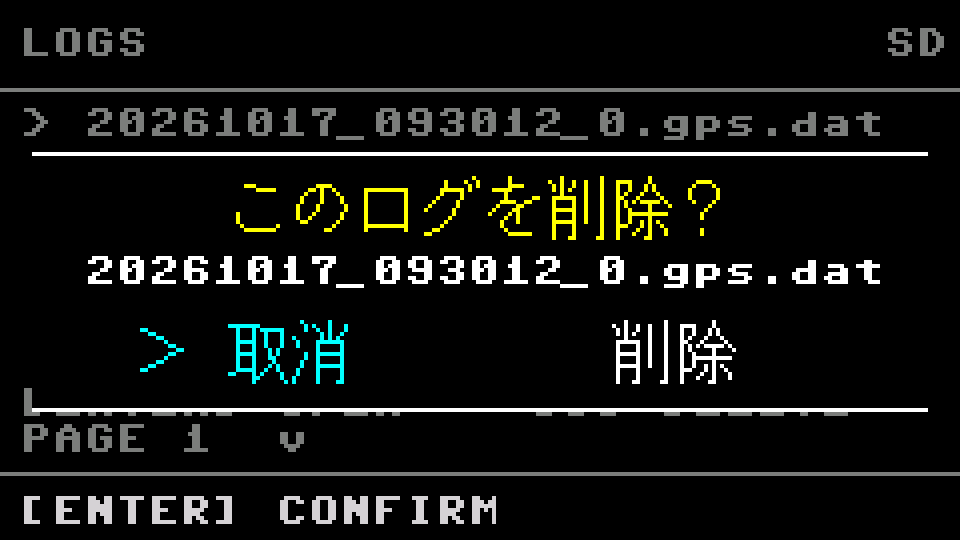 LOGS SD
> 20261017_093012_0.gps.dat
このログを削除?
20261017_093012_0.gps.dat
> 取消 削除
PAGE 1 v
[ENTER] CONFIRM